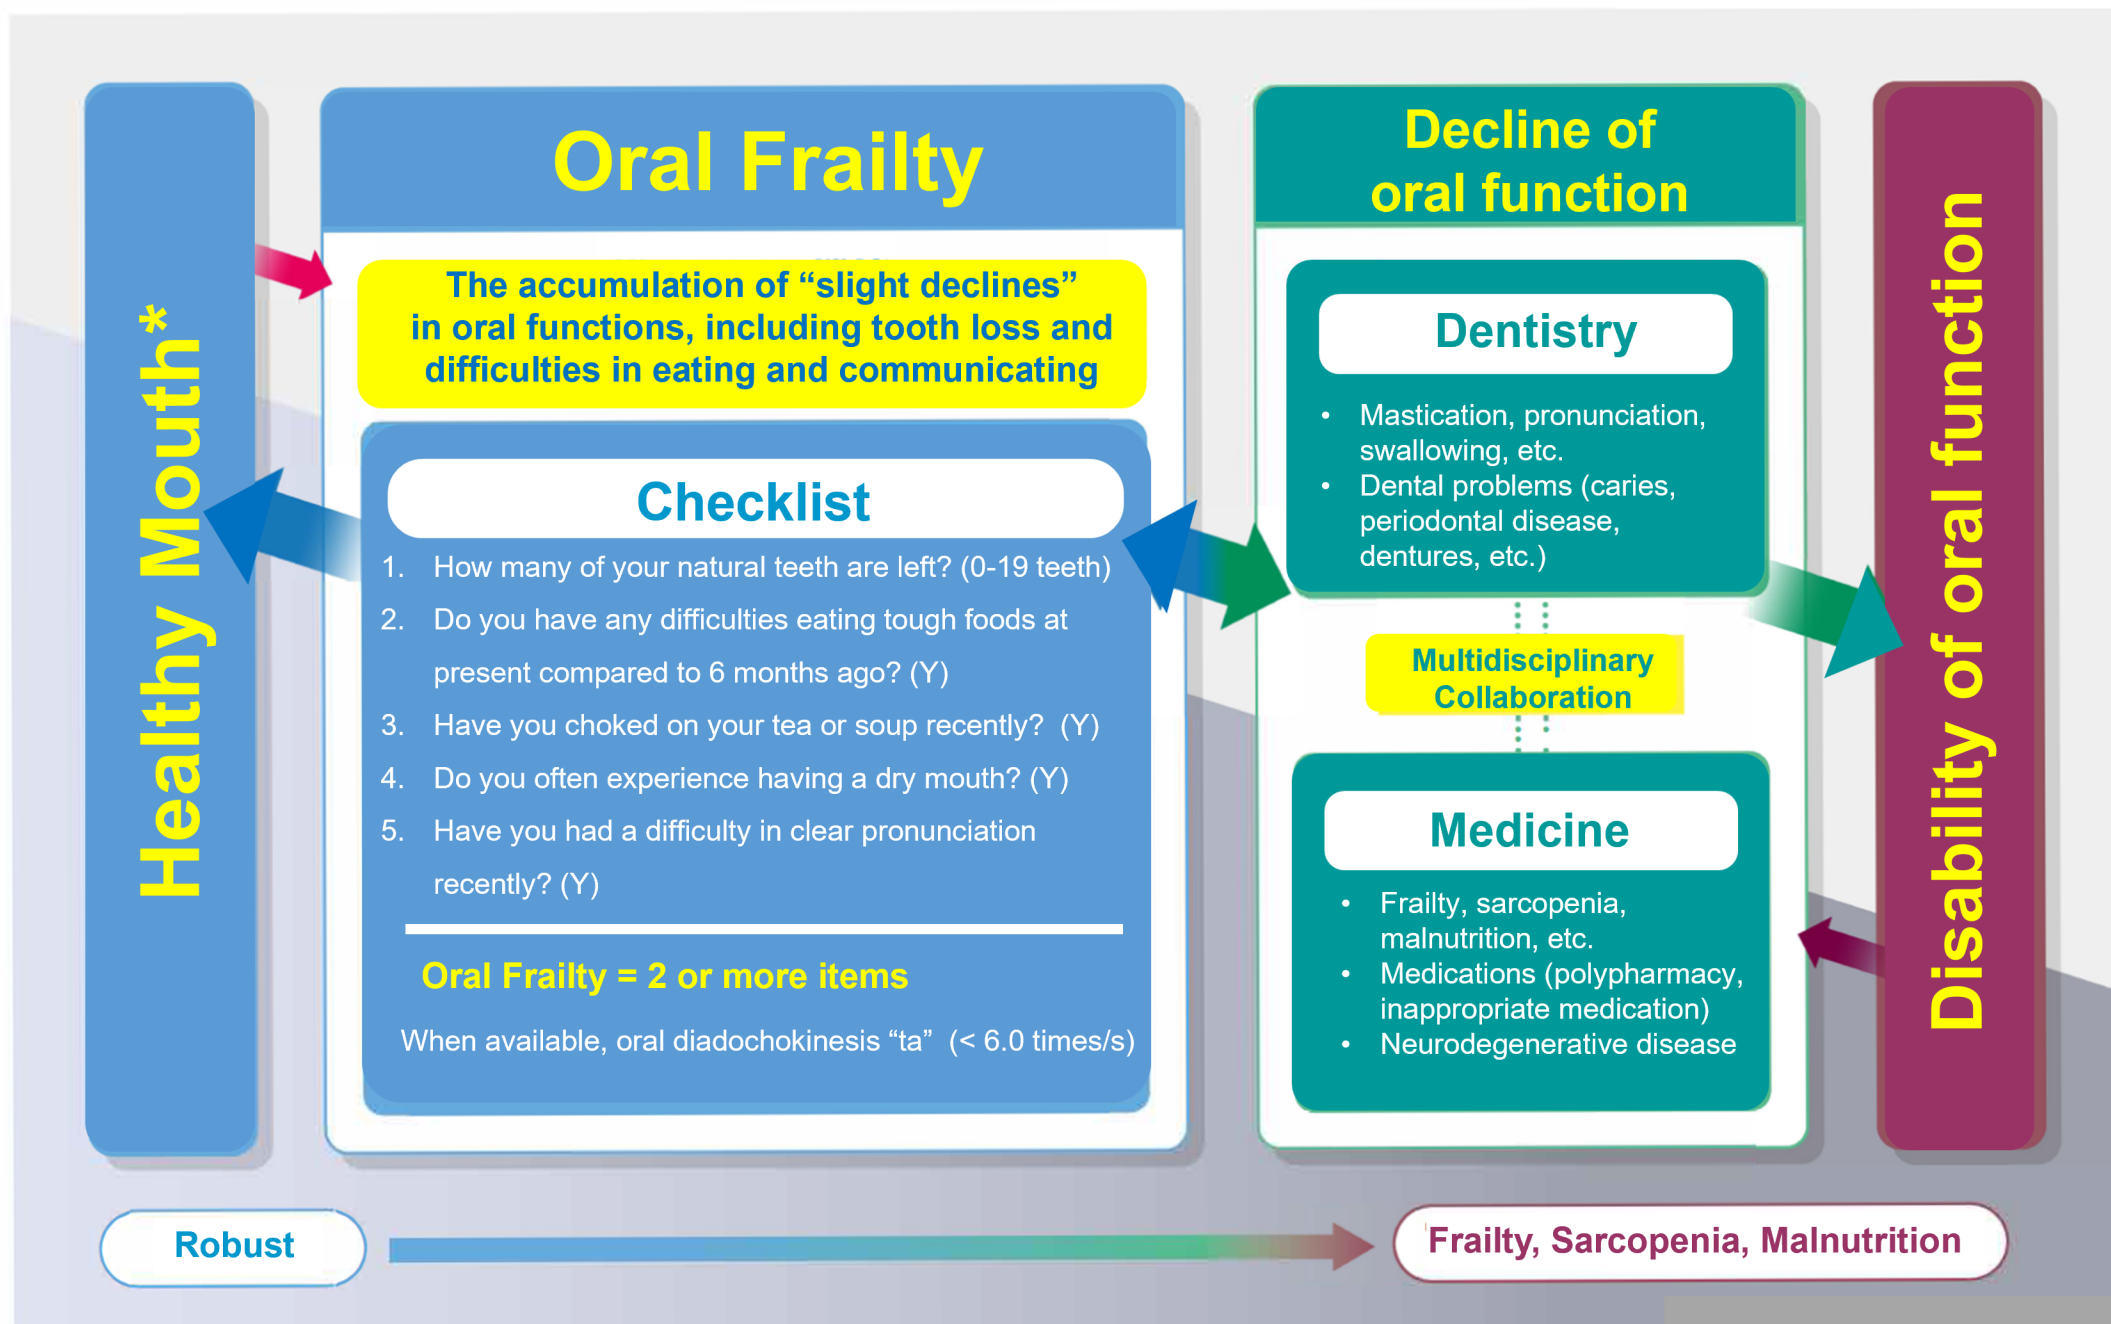 Healthy Mouth*
Oral Frailty
The accumulation of “slight declines”
in oral functions, including tooth loss and
difficulties in eating and communicating
Checklist
1. How many of your natural teeth are left? (0-19 teeth)
2. Do you have any difficulties eating tough foods at
present compared to 6 months ago? (Y)
3. Have you choked on your tea or soup recently? (Y)
4. Do you often experience having a dry mouth? (Y)
5. Have you had a difficulty in clear pronunciation
recently? (Y)
Oral Frailty = 2 or more items
When available, oral diadochokinesis “ta” (< 6.0 times/s)
Decline of
oral function
Dentistry
• Mastication, pronunciation,
swallowing, etc.
• Dental problems (caries,
periodontal disease,
dentures, etc.)
Multidisciplinary
Collaboration
Medicine
• Frailty, sarcopenia,
malnutrition, etc.
• Medications (polypharmacy,
inappropriate medication)
• Neurodegenerative disease
Disability of oral function
Robust
Frailty, Sarcopenia, Malnutrition